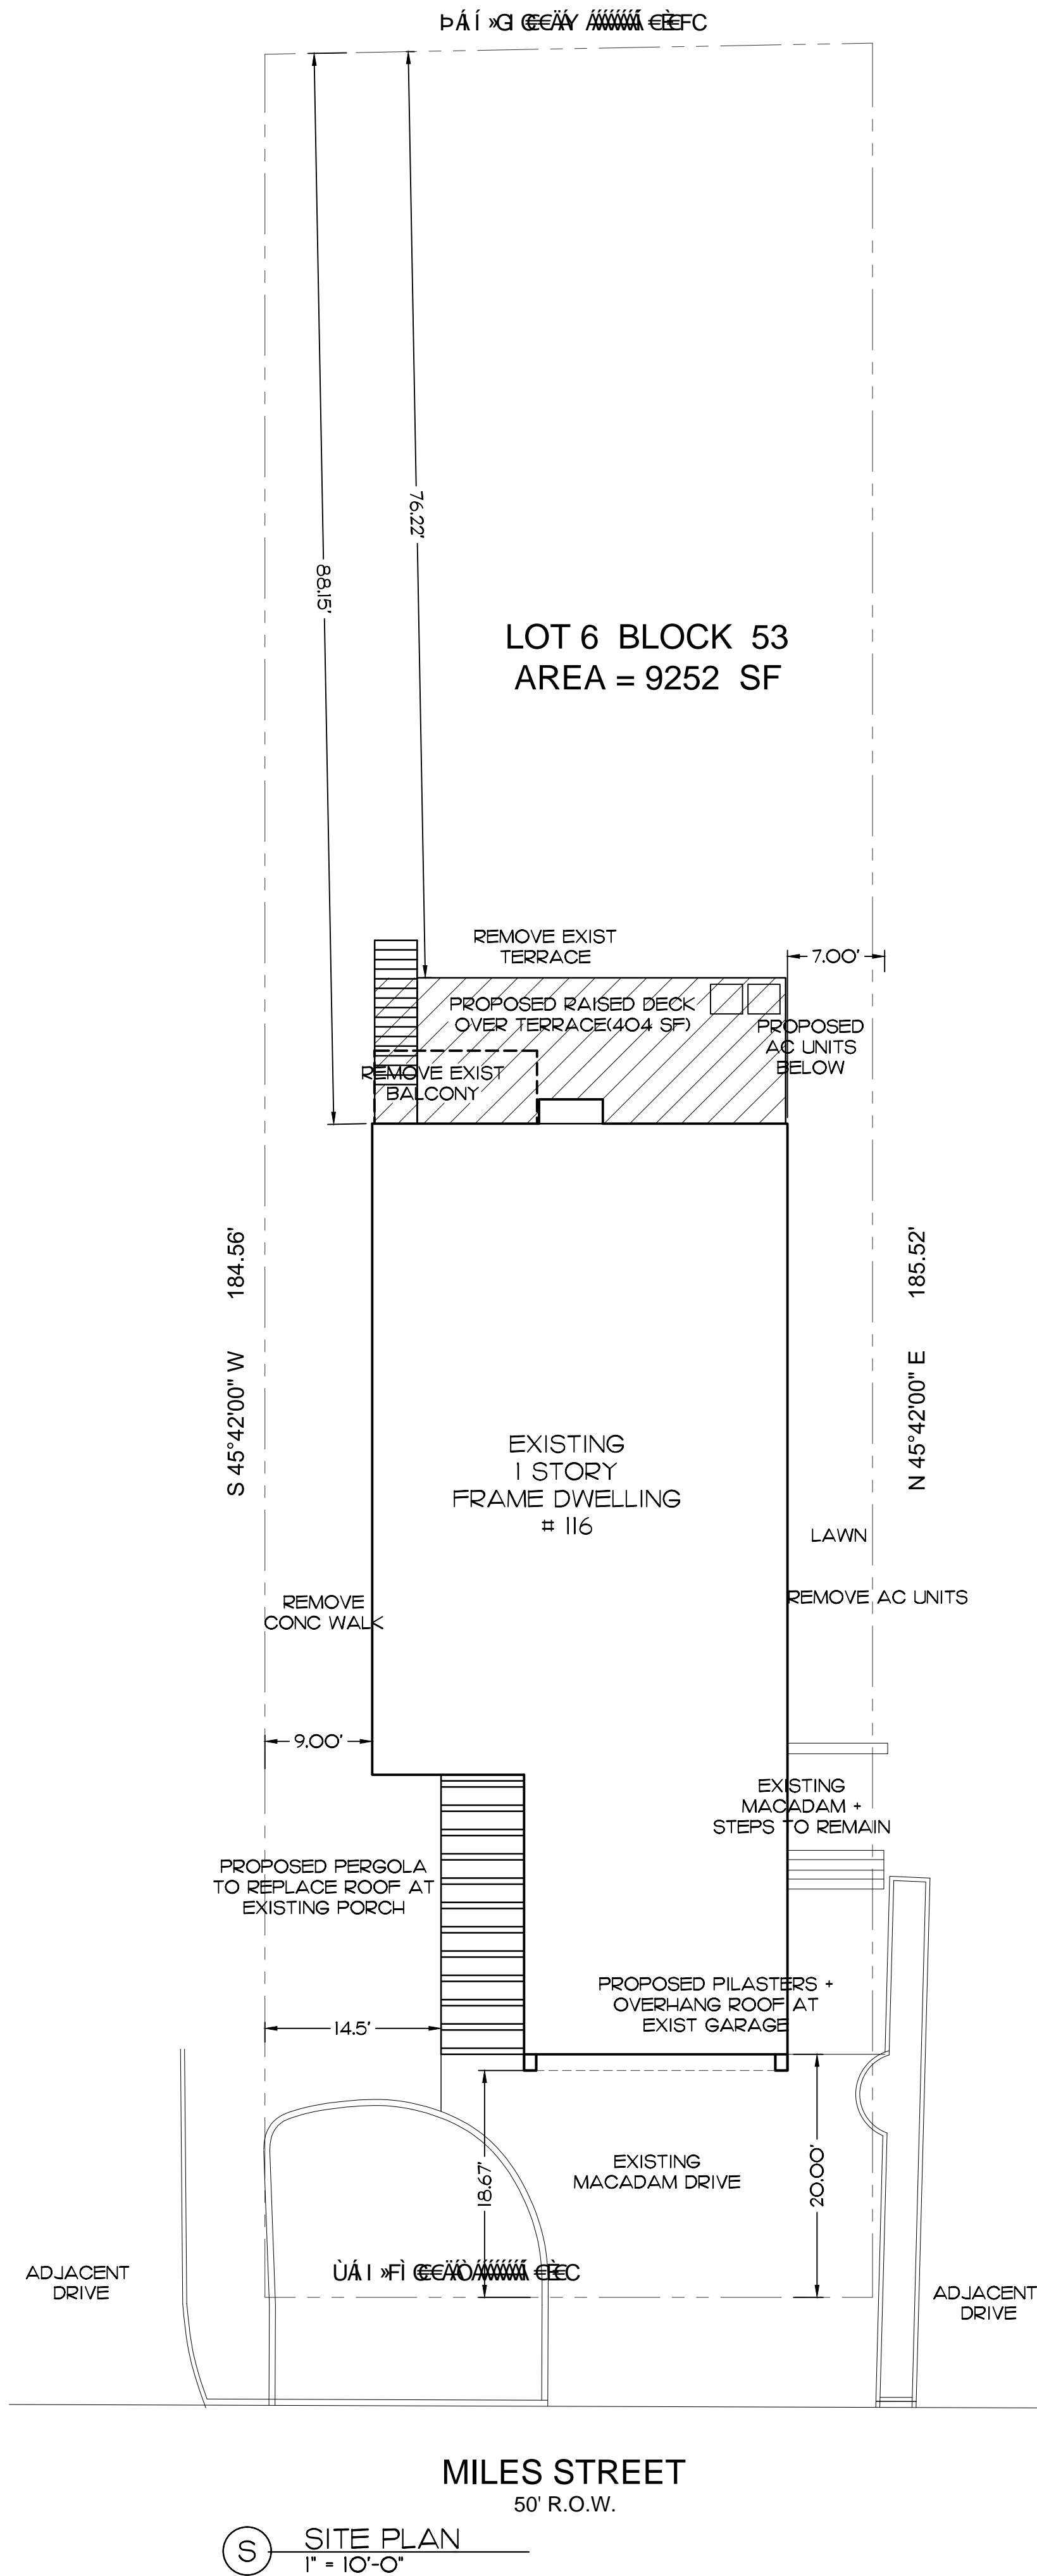 76.22'
88.15'
LOT 6 BLOCK 53
AREA = 9252 SF
REMOVE EXIST
TERRACE
7.00'
PROPOSED RAISED DECK
OVER TERRACE(404 SF)
PROPOSED
AC UNITS
BELOW
REMOVE EXIST
BALCONY
S 45°42'00" W 184.56'
N 45°42'00" E 185.52'
EXISTING
1 STORY
FRAME DWELLING
# 116
LAWN
REMOVE AC UNITS
REMOVE
CONC WALK
9.00'
EXISTING
MACADAM +
STEPS TO REMAIN
PROPOSED PERGOLA
TO REPLACE ROOF AT
EXISTING PORCH
PROPOSED PILASTERS +
OVERHANG ROOF AT
EXIST GARAGE
14.5'
18.67'
20.00'
EXISTING
MACADAM DRIVE
ADJACENT
DRIVE
ADJACENT
DRIVE
MILES STREET
50' R.O.W.
S
SITE PLAN
1" = 10'-0"